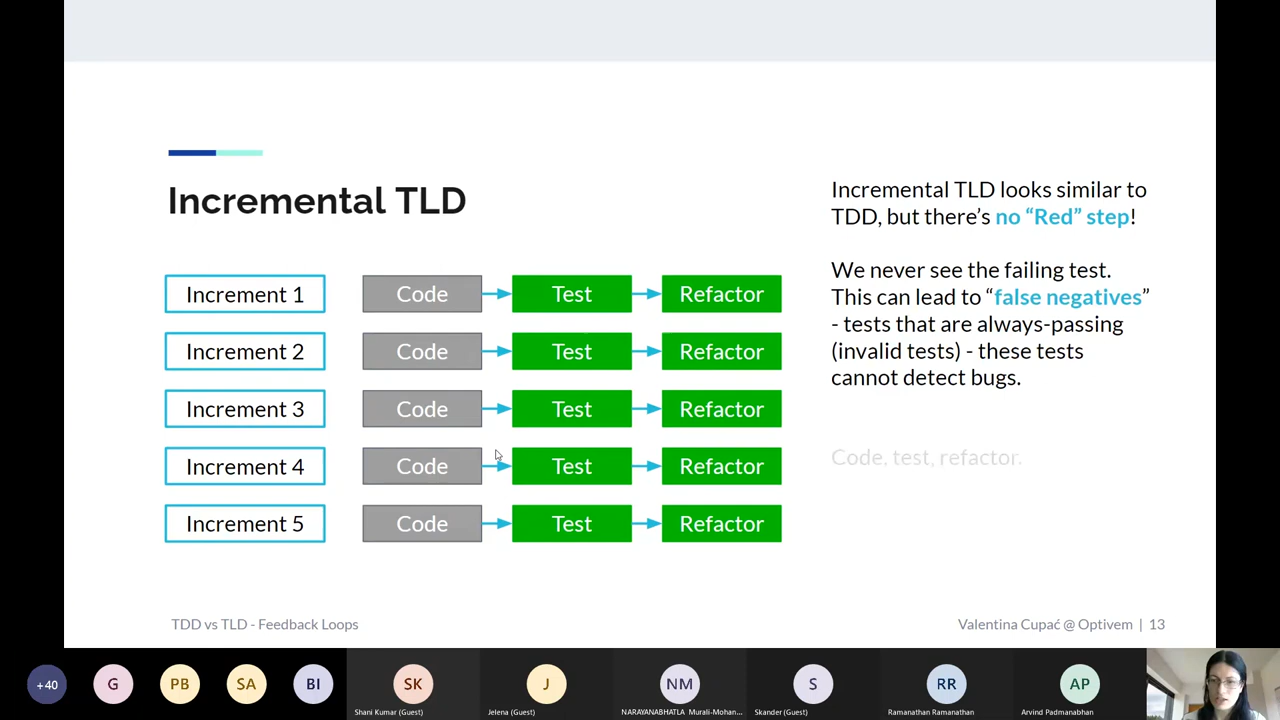 Incremental TLD
Increment 1 Code Test Refactor
Increment 2 Code Test Refactor
Increment 3 Code Test Refactor
Increment 4 Code Test Refactor
Increment 5 Code Test Refactor
Incremental TLD looks similar to
TDD, but there's no “Red” step!
We never see the failing test.
This can lead to “false negatives”
- tests that are always-passing
(invalid tests) - these tests
cannot detect bugs.
Code, test, refactor.
TDD vs TLD - Feedback Loops
Valentina Cupać @ Optivem | 13
+40 G PB SA BI SK J NM S RR AP
Shani Kumar (Guest) Jelena (Guest) NARAYANABHATLA Murali-Mohan... Skander (Guest) Ramanathan Ramanathan Arvind Padmanabhan